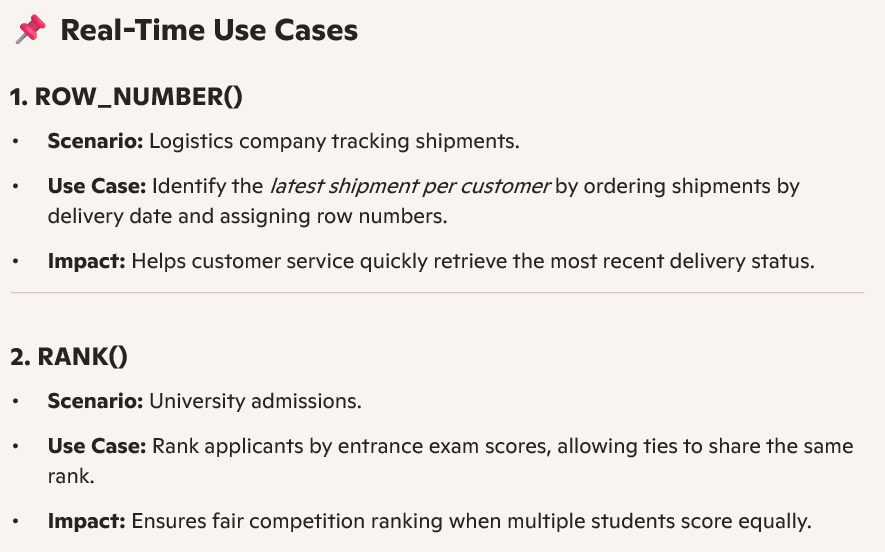 📌 Real-Time Use Cases
1. ROW_NUMBER()
• Scenario: Logistics company tracking shipments.
• Use Case: Identify the latest shipment per customer by ordering shipments by
delivery date and assigning row numbers.
• Impact: Helps customer service quickly retrieve the most recent delivery status.
2. RANK()
• Scenario: University admissions.
• Use Case: Rank applicants by entrance exam scores, allowing ties to share the same
rank.
• Impact: Ensures fair competition ranking when multiple students score equally.